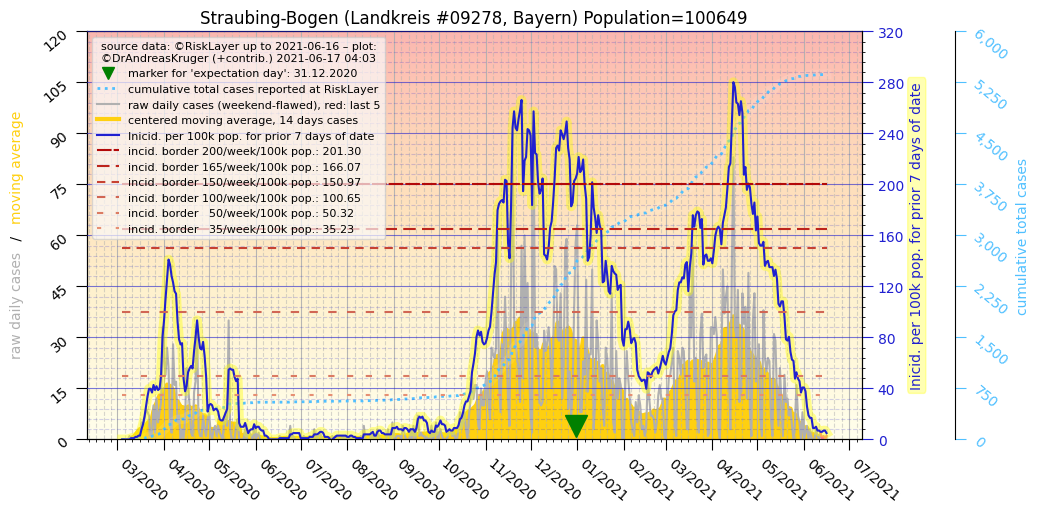 Straubing-Bogen (Landkreis #09278, Bayern) Population=100649
source data: ©RiskLayer up to 2021-06-16 – plot:
©DrAndreasKruger (+contrib.) 2021-06-17 04:03
marker for 'expectation day': 31.12.2020
cumulative total cases reported at RiskLayer
raw daily cases (weekend-flawed), red: last 5
centered moving average, 14 days cases
Inicid. per 100k pop. for prior 7 days of date
incid. border 200/week/100k pop.: 201.30
incid. border 165/week/100k pop.: 166.07
incid. border 150/week/100k pop.: 150.97
incid. border 100/week/100k pop.: 100.65
incid. border   50/week/100k pop.: 50.32
incid. border   35/week/100k pop.: 35.23
raw daily cases  /  moving average
120
105
90
75
60
45
30
15
0
03/2020
04/2020
05/2020
06/2020
07/2020
08/2020
09/2020
10/2020
11/2020
12/2020
01/2021
02/2021
03/2021
04/2021
05/2021
06/2021
07/2021
320
280
240
200
160
120
80
40
0
Inicid. per 100k pop. for prior 7 days of date
6,000
5,250
4,500
3,750
3,000
2,250
1,500
750
0
cumulative total cases